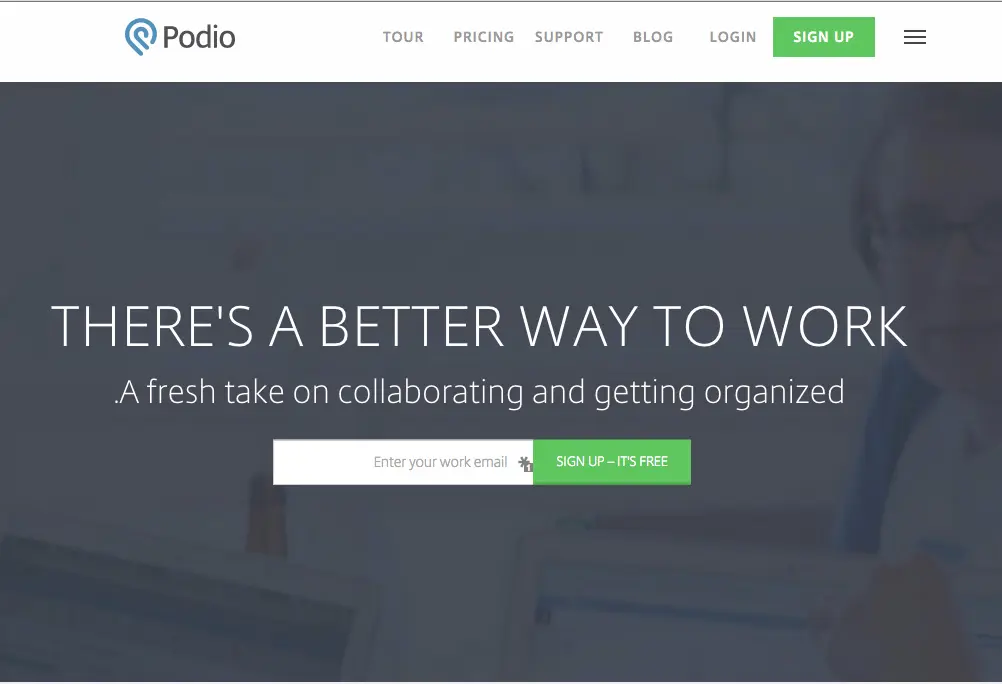 Podio
TOUR PRICING SUPPORT BLOG LOGIN SIGN UP
THERE'S A BETTER WAY TO WORK
.A fresh take on collaborating and getting organized
Enter your work email SIGN UP – IT'S FREE